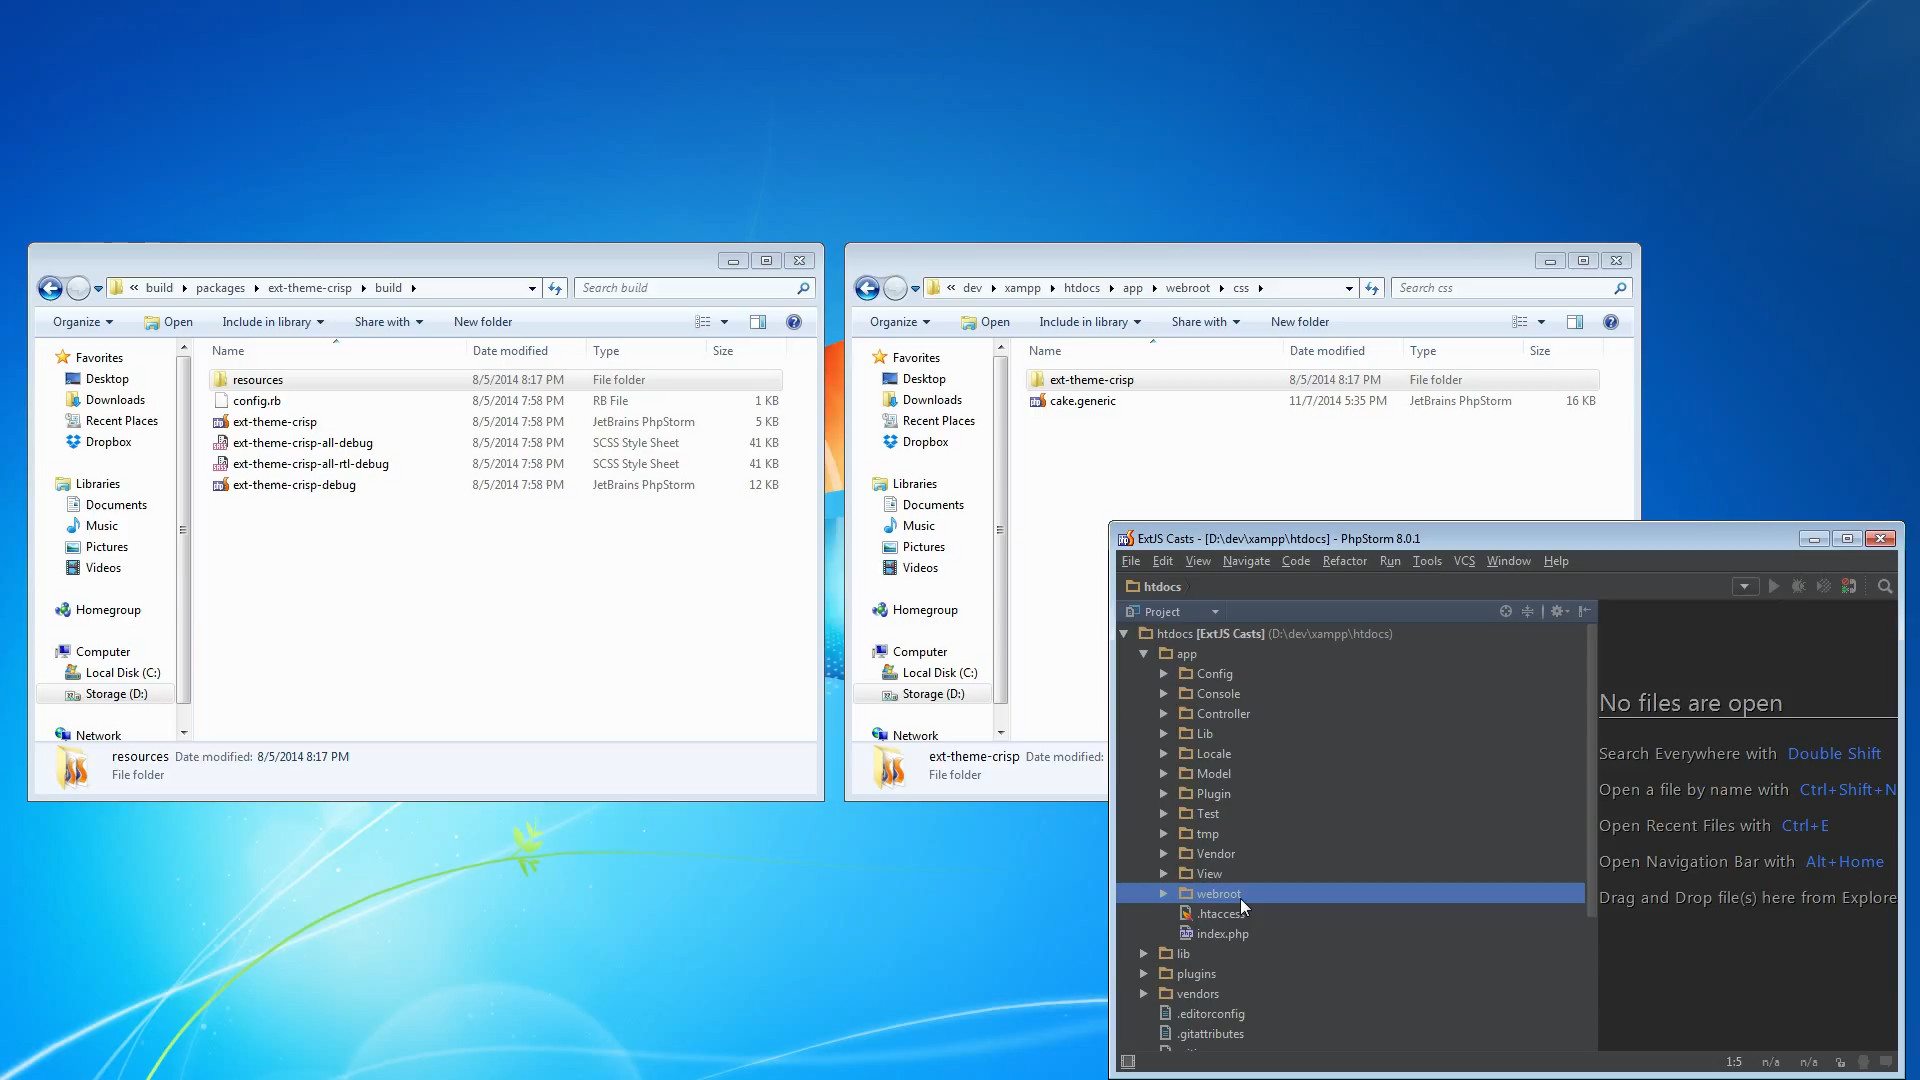 « build ▸ packages ▸ ext-theme-crisp ▸ build ▸
Search build
Organize
Open
Include in library
Share with
New folder
Name
Date modified
Type
Size
Favorites
Desktop
Downloads
Recent Places
Dropbox
Libraries
Documents
Music
Pictures
Videos
Homegroup
Computer
Local Disk (C:)
Storage (D:)
Network
resources 8/5/2014 8:17 PM File folder
config.rb 8/5/2014 7:58 PM RB File 1 KB
ext-theme-crisp 8/5/2014 7:58 PM JetBrains PhpStorm 5 KB
ext-theme-crisp-all-debug 8/5/2014 7:58 PM SCSS Style Sheet 41 KB
ext-theme-crisp-all-rtl-debug 8/5/2014 7:58 PM SCSS Style Sheet 41 KB
ext-theme-crisp-debug 8/5/2014 7:58 PM JetBrains PhpStorm 12 KB
resources Date modified: 8/5/2014 8:17 PM
File folder
« dev ▸ xampp ▸ htdocs ▸ app ▸ webroot ▸ css ▸
Search css
Organize
Open
Include in library
Share with
New folder
Name
Date modified
Type
Size
Favorites
Desktop
Downloads
Recent Places
Dropbox
Libraries
Documents
Music
Pictures
Videos
Homegroup
Computer
Local Disk (C:)
Storage (D:)
Network
ext-theme-crisp 8/5/2014 8:17 PM File folder
cake.generic 11/7/2014 5:35 PM JetBrains PhpStorm 16 KB
ext-theme-crisp Date modified:
File folder
ExtJS Casts - [D:\dev\xampp\htdocs] - PhpStorm 8.0.1
File Edit View Navigate Code Refactor Run Tools VCS Window Help
htdocs
Project
htdocs [ExtJS Casts] (D:\dev\xampp\htdocs)
app
Config
Console
Controller
Lib
Locale
Model
Plugin
Test
tmp
Vendor
View
webroot
.htaccess
index.php
lib
plugins
vendors
.editorconfig
.gitattributes
No files are open
Search Everywhere with Double Shift
Open a file by name with Ctrl+Shift+N
Open Recent Files with Ctrl+E
Open Navigation Bar with Alt+Home
Drag and Drop file(s) here from Explore
1:5 n/a n/a